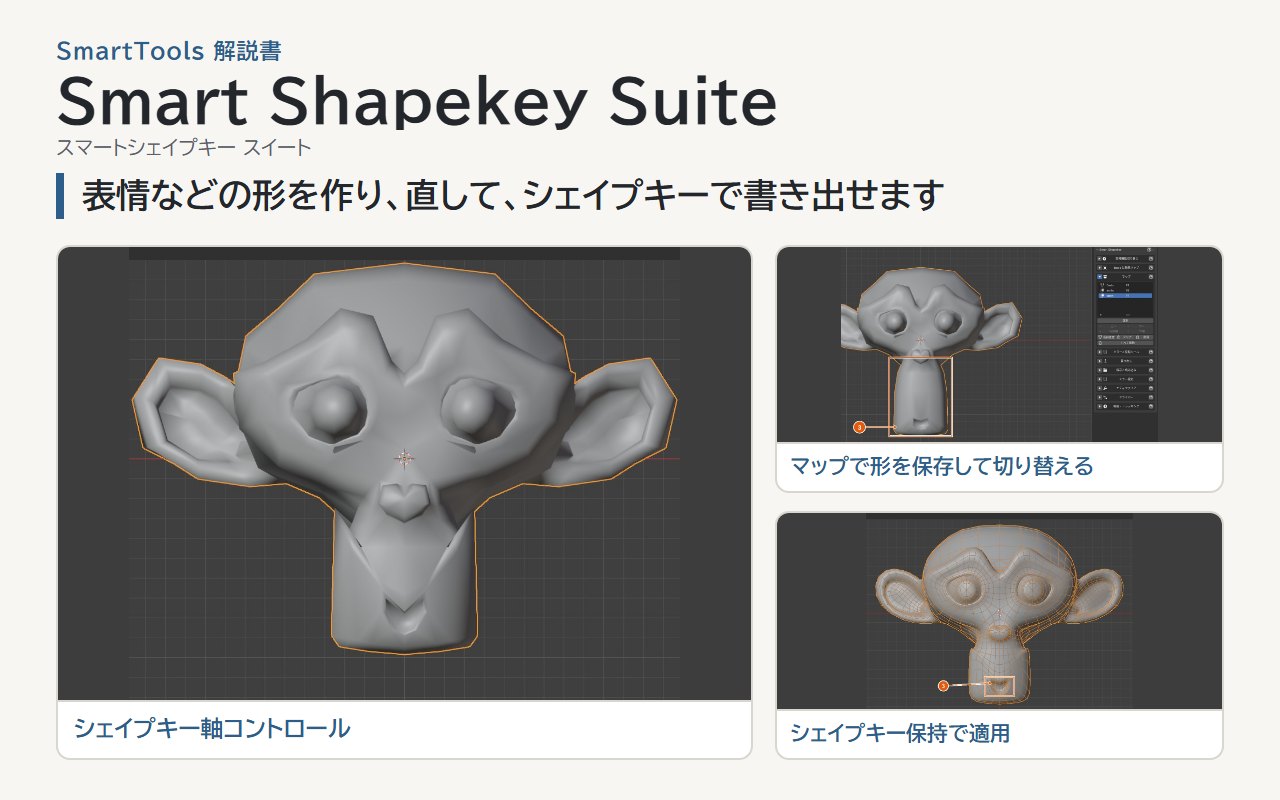 SmartTools 解説書
Smart Shapekey Suite
スマートシェイプキー スイート
表情などの形を作り、直して、シェイプキーで書き出せます
シェイプキー軸コントロール
3
マップで形を保存して切り替える
シェイプキー保持で適用